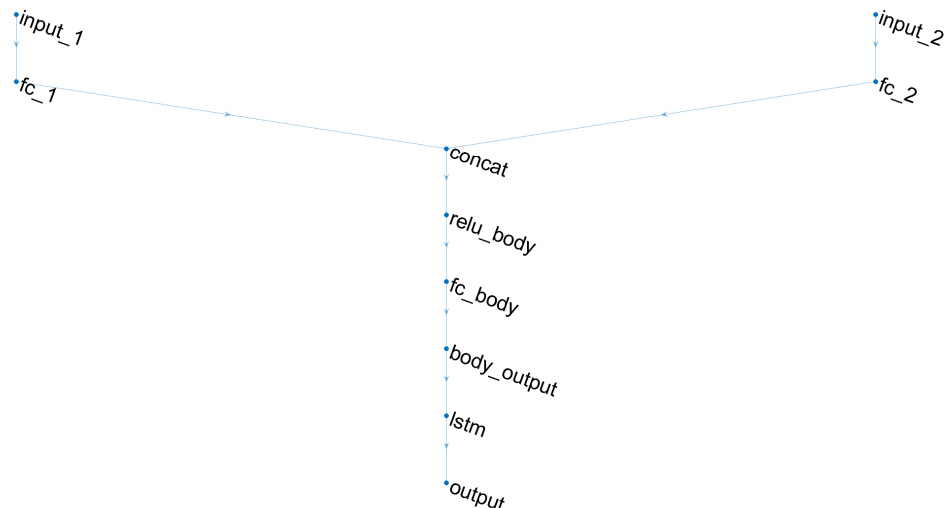 input_1
input_2
fc_1
fc_2
concat
relu_body
fc_body
body_output
lstm
output